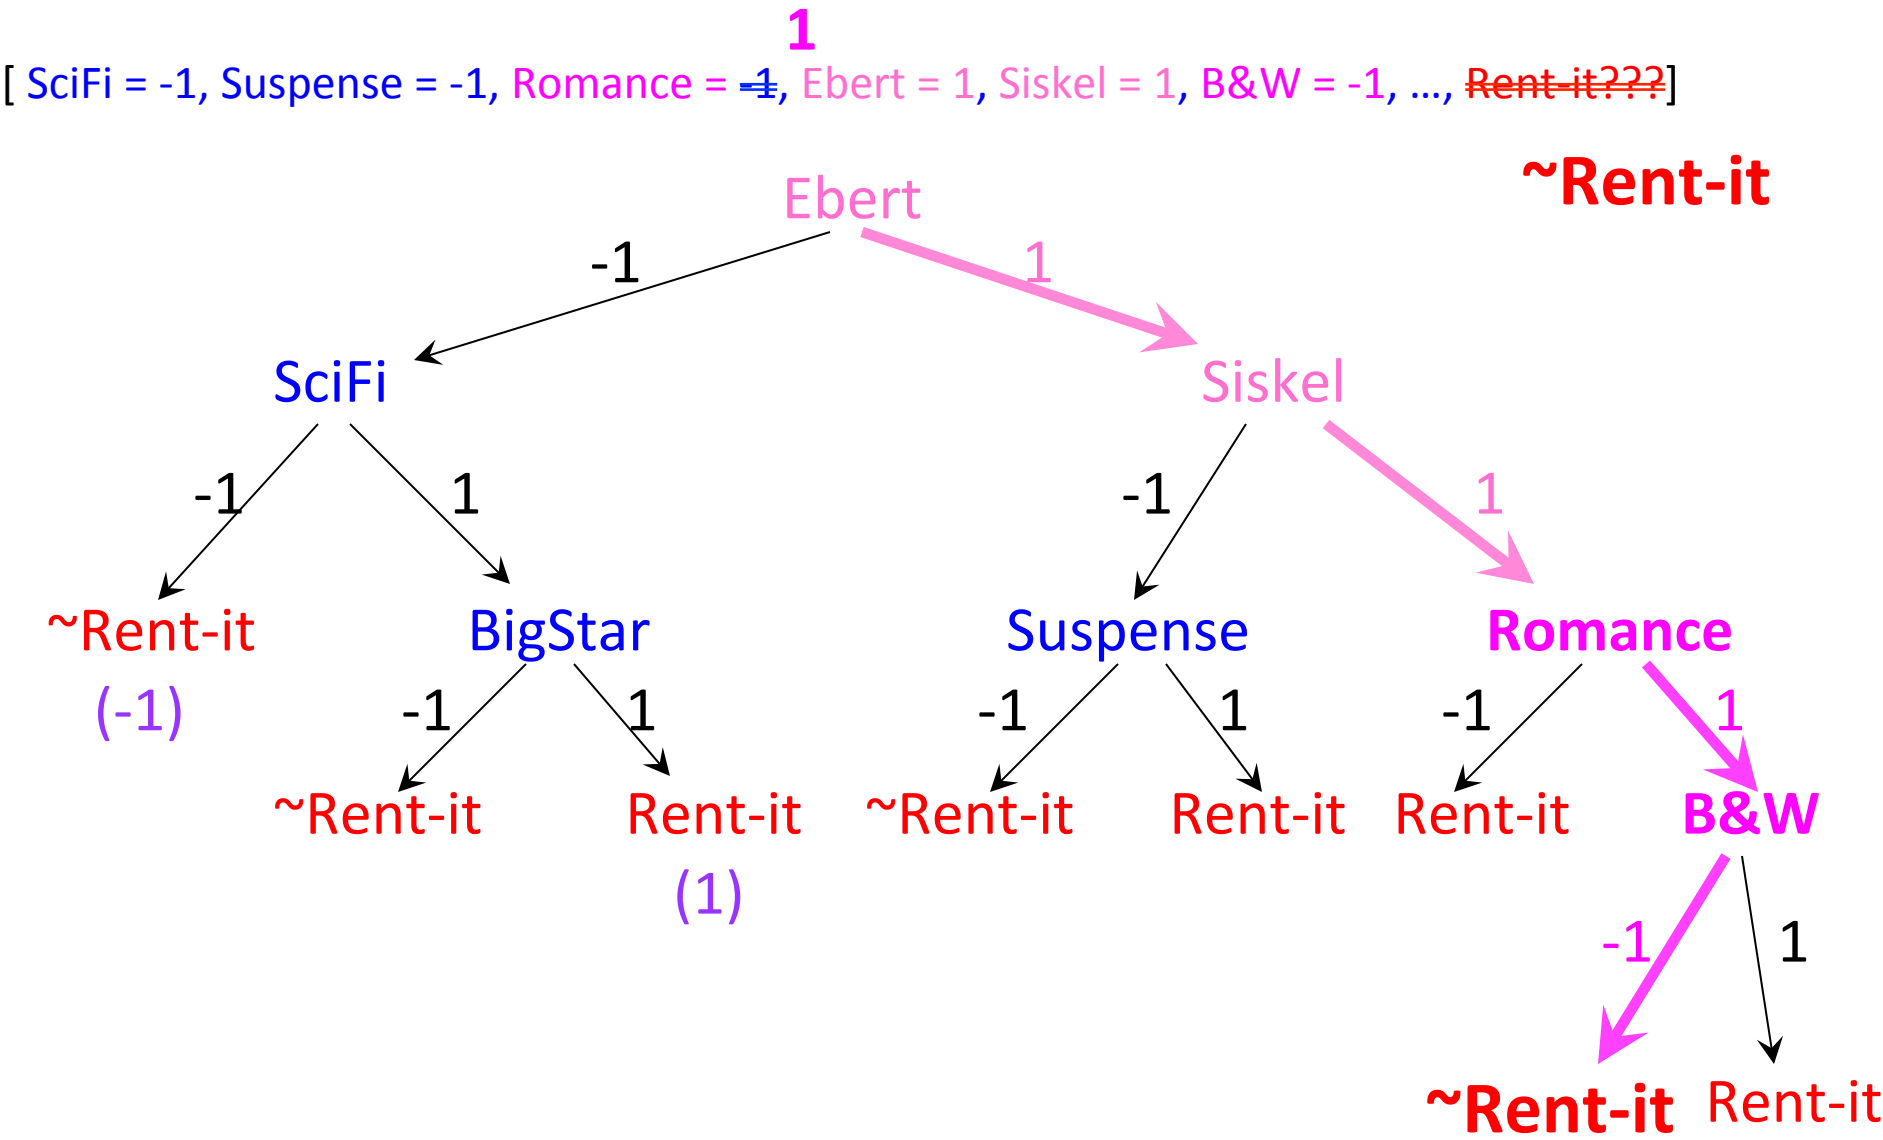 1
[ SciFi = -1, Suspense = -1, Romance = -1, Ebert = 1, Siskel = 1, B&W = -1, ..., Rent-it???]
~Rent-it
Ebert
-1 1
SciFi Siskel
-1 1 -1 1
~Rent-it BigStar Suspense Romance
(-1) -1 1 -1 1 -1 1
~Rent-it Rent-it ~Rent-it Rent-it Rent-it B&W
(1)
-1 1
~Rent-it Rent-it